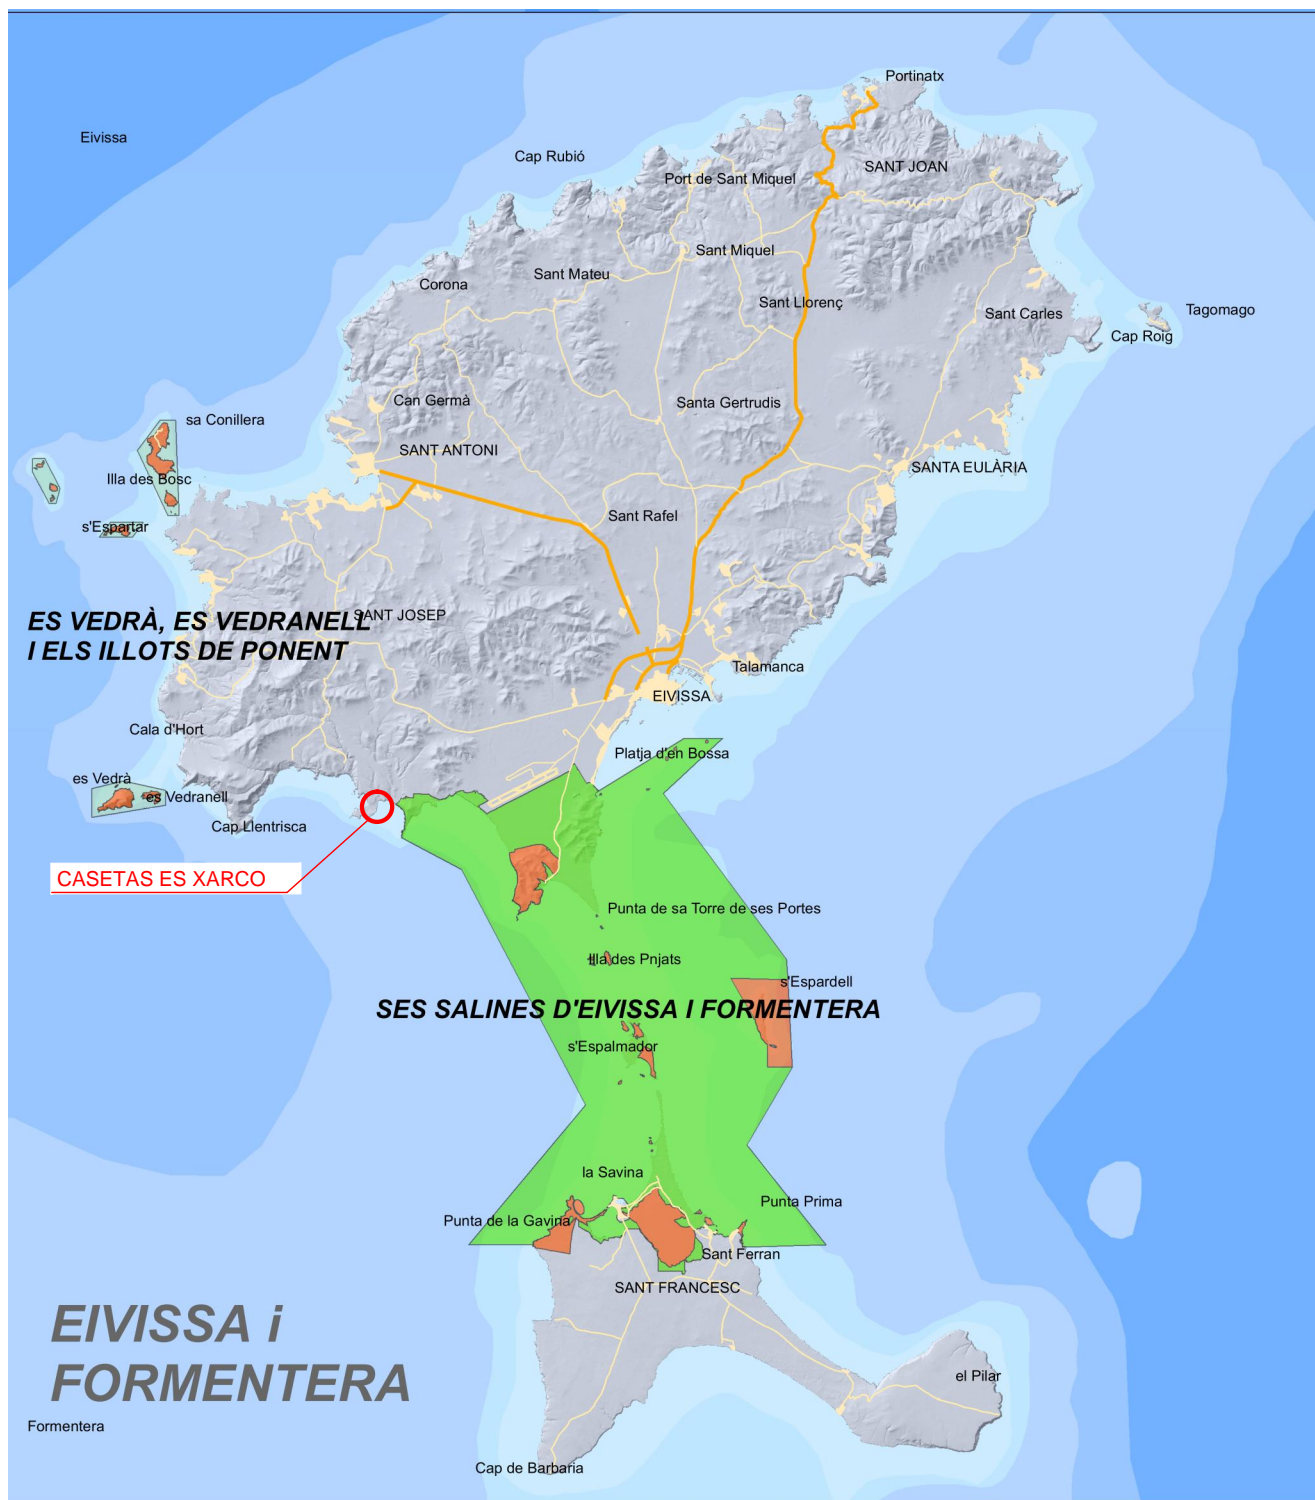 Portinatx
Eivissa
Cap Rubió
SANT JOAN
Port de Sant Miquel
Sant Miquel
Sant Mateu
Corona
Sant Llorenç
Sant Carles
Tagomago
Cap Roig
Can Germà
Santa Gertrudis
sa Conillera
SANT ANTONI
SANTA EULÀRIA
Illa des Bosc
s'Espartar
Sant Rafel
ES VEDRÀ, ES VEDRANELL
I ELS ILLOTS DE PONENT
SANT JOSEP
Talamanca
EIVISSA
Cala d'Hort
Platja d'en Bossa
es Vedrà
es Vedranell
Cap Llentrisca
CASETAS ES XARCO
Punta de sa Torre de ses Portes
Illa des Pnjats
s'Espardell
SES SALINES D'EIVISSA I FORMENTERA
s'Espalmador
la Savina
Punta Prima
Punta de la Gavina
Sant Ferran
SANT FRANCESC
EIVISSA i
FORMENTERA
el Pilar
Formentera
Cap de Barbaria